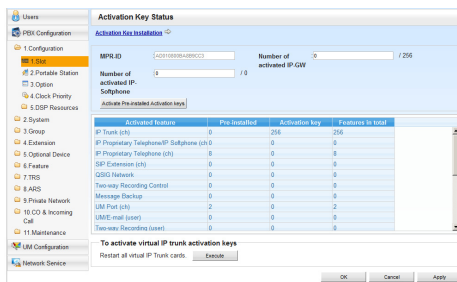 Users
PBX Configuration
1.Configuration
1.Slot
2.Portable Station
3.Option
4.Clock Priority
5.DSP Resources
2.System
3.Group
4.Extension
5.Optional Device
6.Feature
7.TRS
8.ARS
9.Private Network
10.CO & Incoming
Call
11.Maintenance
UM Configuration
Network Service
Activation Key Status
Activation Key Installation
MPR-ID
Number of
activated IP-GW
0
/ 256
Number of
activated IP-
Softphone
0
/ 0
Activate Pre-installed Activation keys
Activated feature Pre-Installed Activation key Features in total
IP Trunk (ch) 0 256 256
IP Proprietary Telephone/IP Softphone (ch 0 0 0
IP Proprietary Telephone (ch) 8 0 0
SIP Extension (ch) 0 0 0
QSIG Network 0 0 0
Two-way Recording Control 0 0 0
Message Backup 0 0 0
UM Port (ch) 2 0 2
UM/E-mail (user) 0 0 0
Two-way Recording (user) 0 0 0
To activate virtual IP trunk activation keys
Restart all virtual IP Trunk cards.
Execute
OK
Cancel
Apply